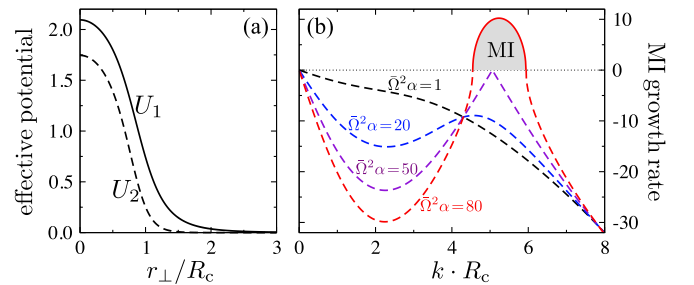 (a)
effective potential
2.0
1.5
1.0
0.5
0.0
U₁
U₂
0
1
2
3
r⊥/R_c
(b)
MI
Ω̄²α=1
Ω̄²α=20
Ω̄²α=50
Ω̄²α=80
0
2
4
6
8
k · R_c
10
0
-10
-20
-30
MI growth rate